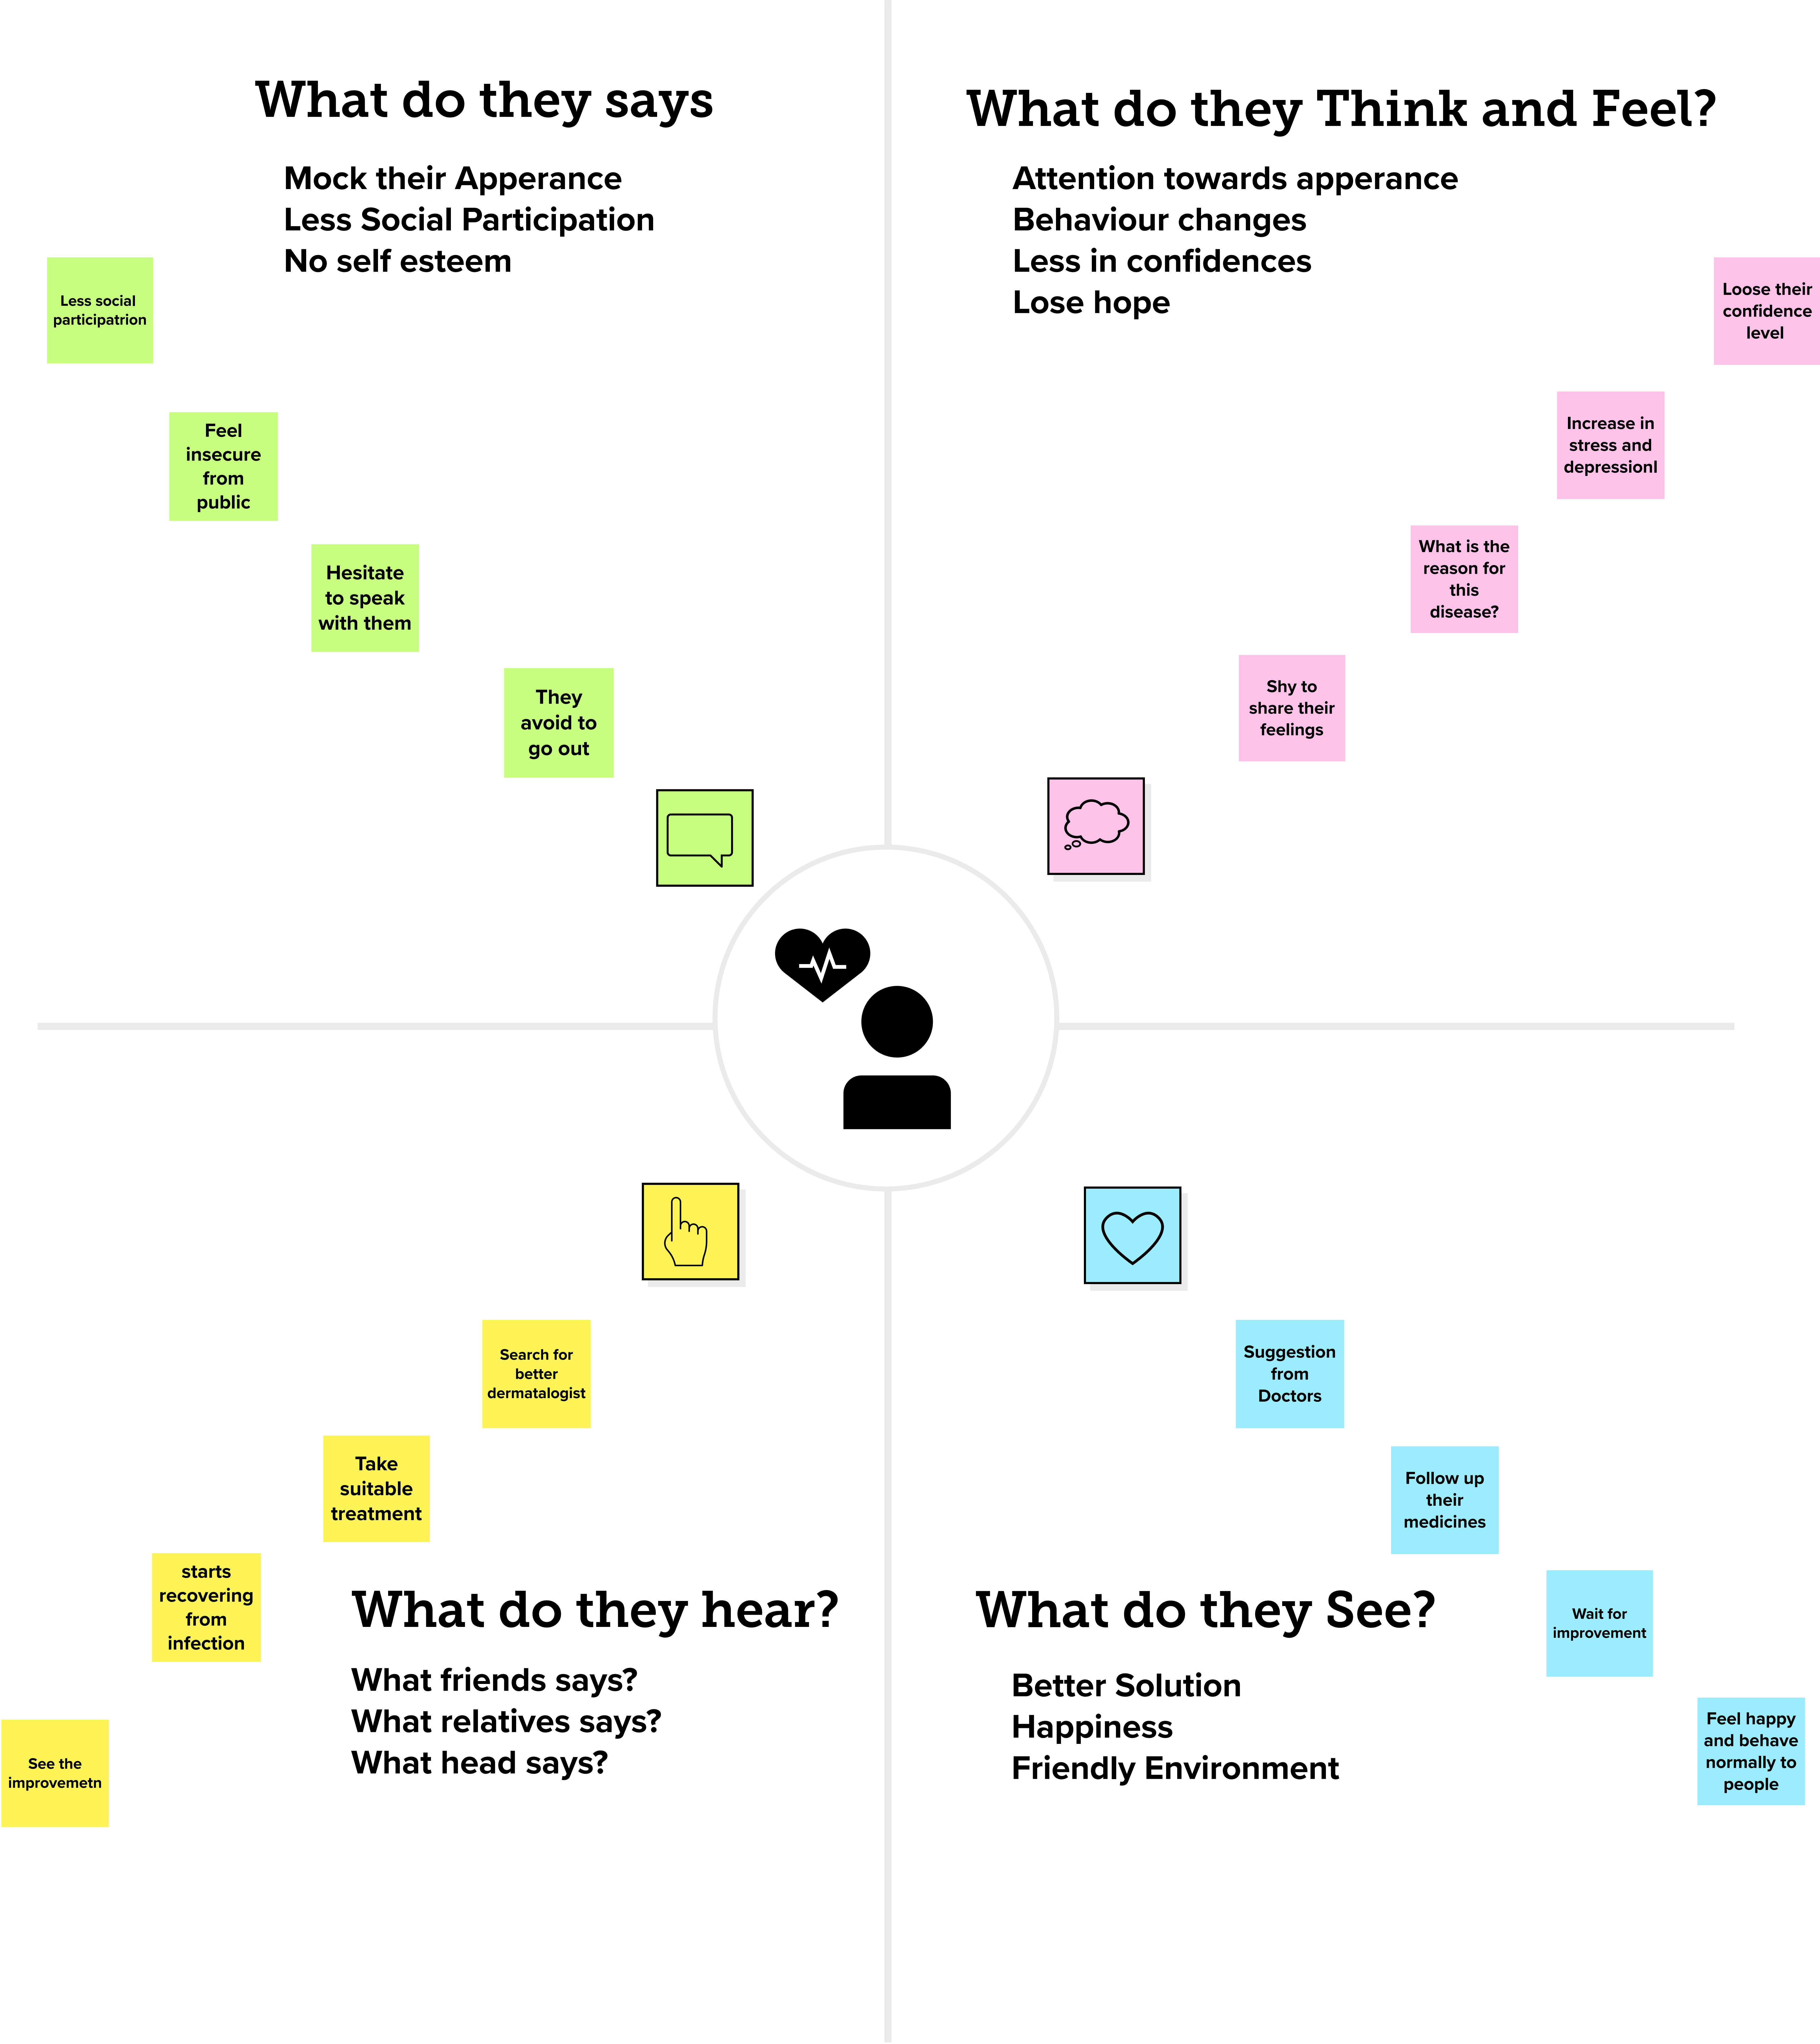 What do they says
Mock their Apperance
Less Social Participation
No self esteem
Less social
participatrion
Feel
insecure
from
public
Hesitate
to speak
with them
They
avoid to
go out
What do they Think and Feel?
Attention towards apperance
Behaviour changes
Less in confidences
Lose hope
Loose their
confidence
level
Increase in
stress and
depressionl
What is the
reason for
this
disease?
Shy to
share their
feelings
Search for
better
dermatalogist
Take
suitable
treatment
starts
recovering
from
infection
See the
improvemetn
What do they hear?
What friends says?
What relatives says?
What head says?
Suggestion
from
Doctors
Follow up
their
medicines
Wait for
improvement
Feel happy
and behave
normally to
people
What do they See?
Better Solution
Happiness
Friendly Environment